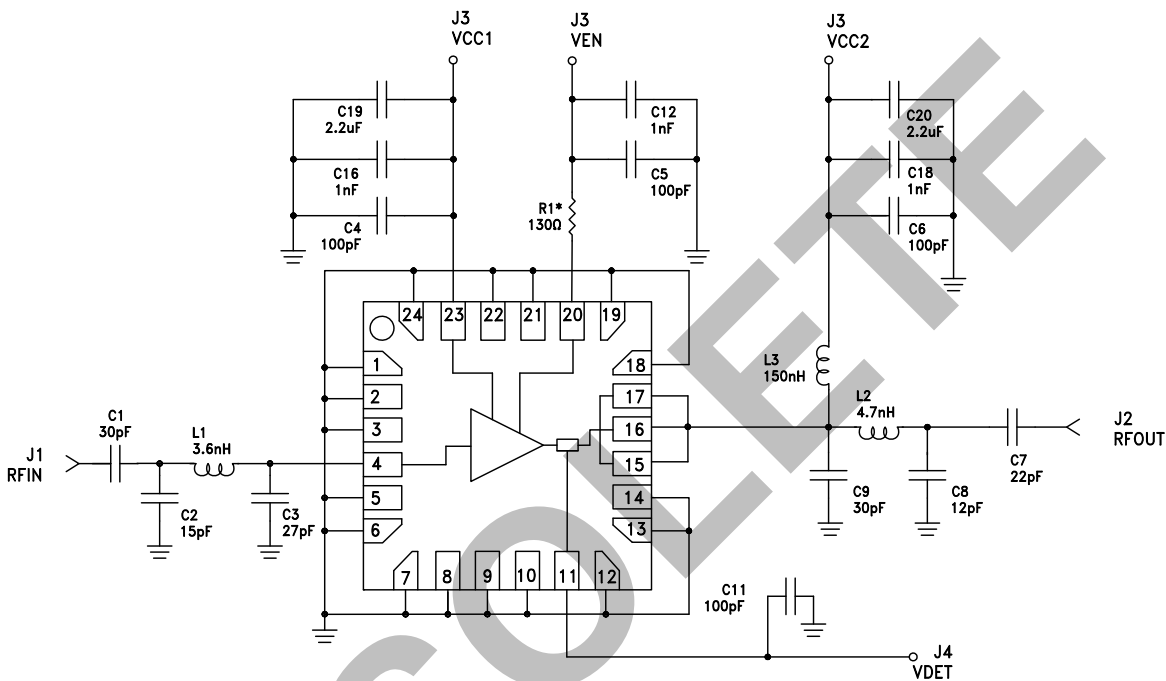 J3
VCC1
J3
VEN
J3
VCC2
C19
2.2uF
C12
1nF
C20
2.2uF
C16
1nF
C5
100pF
C18
1nF
C4
100pF
R1*
130Ω
C6
100pF
24
23
22
21
20
19
1
2
3
4
5
6
18
17
16
15
14
13
7
8
9
10
11
12
L3
150nH
L2
4.7nH
C1
30pF
L1
3.6nH
J1
RFIN
C2
15pF
C3
27pF
J2
RFOUT
C7
22pF
C9
30pF
C8
12pF
C11
100pF
J4
VDET
OLETE